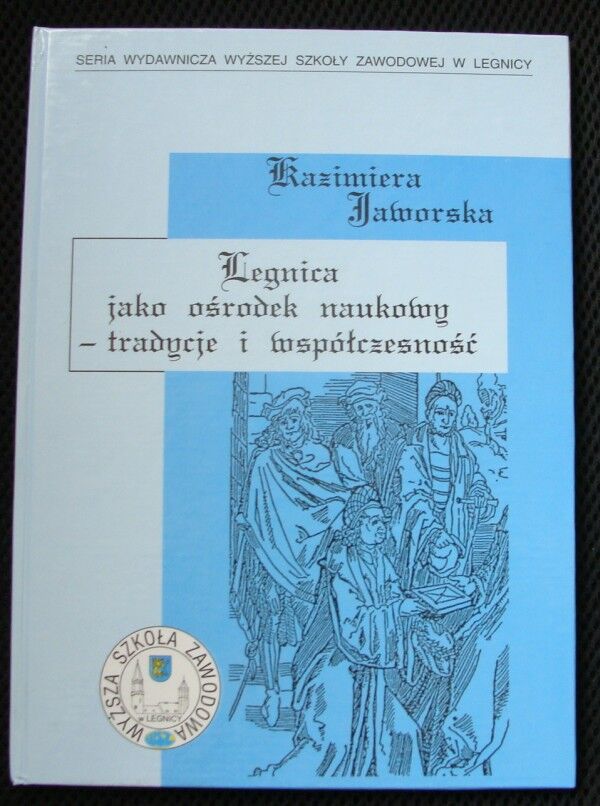 SERIA WYDAWNICZA WYŻSZEJ SZKOŁY ZAWODOWEJ W LEGNICY
Kazimiera
Jaworska
Legnica
jako ośrodek naukowy
– tradycje i współczesność
WYŻSZA SZKOŁA ZAWODOWA
w LEGNICY